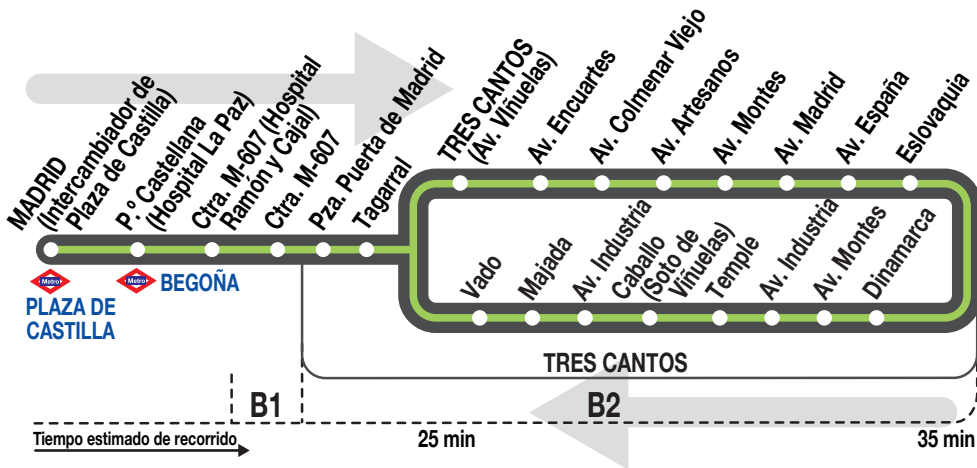 MADRID
(Intercambiador de
Plaza de Castilla)
P.º Castellana
(Hospital La Paz)
Ctra. M-607 (Hospital
Ramón y Cajal)
Ctra. M-607
Pza. Puerta de Madrid
Tagarral
TRES CANTOS
(Av. Viñuelas)
Av. Encuartes
Av. Colmenar Viejo
Av. Artesanos
Av. Montes
Av. Madrid
Av. España
Eslovaquia
Vado
Majada
Av. Industria
Caballo
(Soto de
Viñuelas)
Temple
Av. Industria
Av. Montes
Dinamarca
Metro
PLAZA DE
CASTILLA
Metro
BEGOÑA
TRES CANTOS
B1
B2
Tiempo estimado de recorrido
25 min
35 min